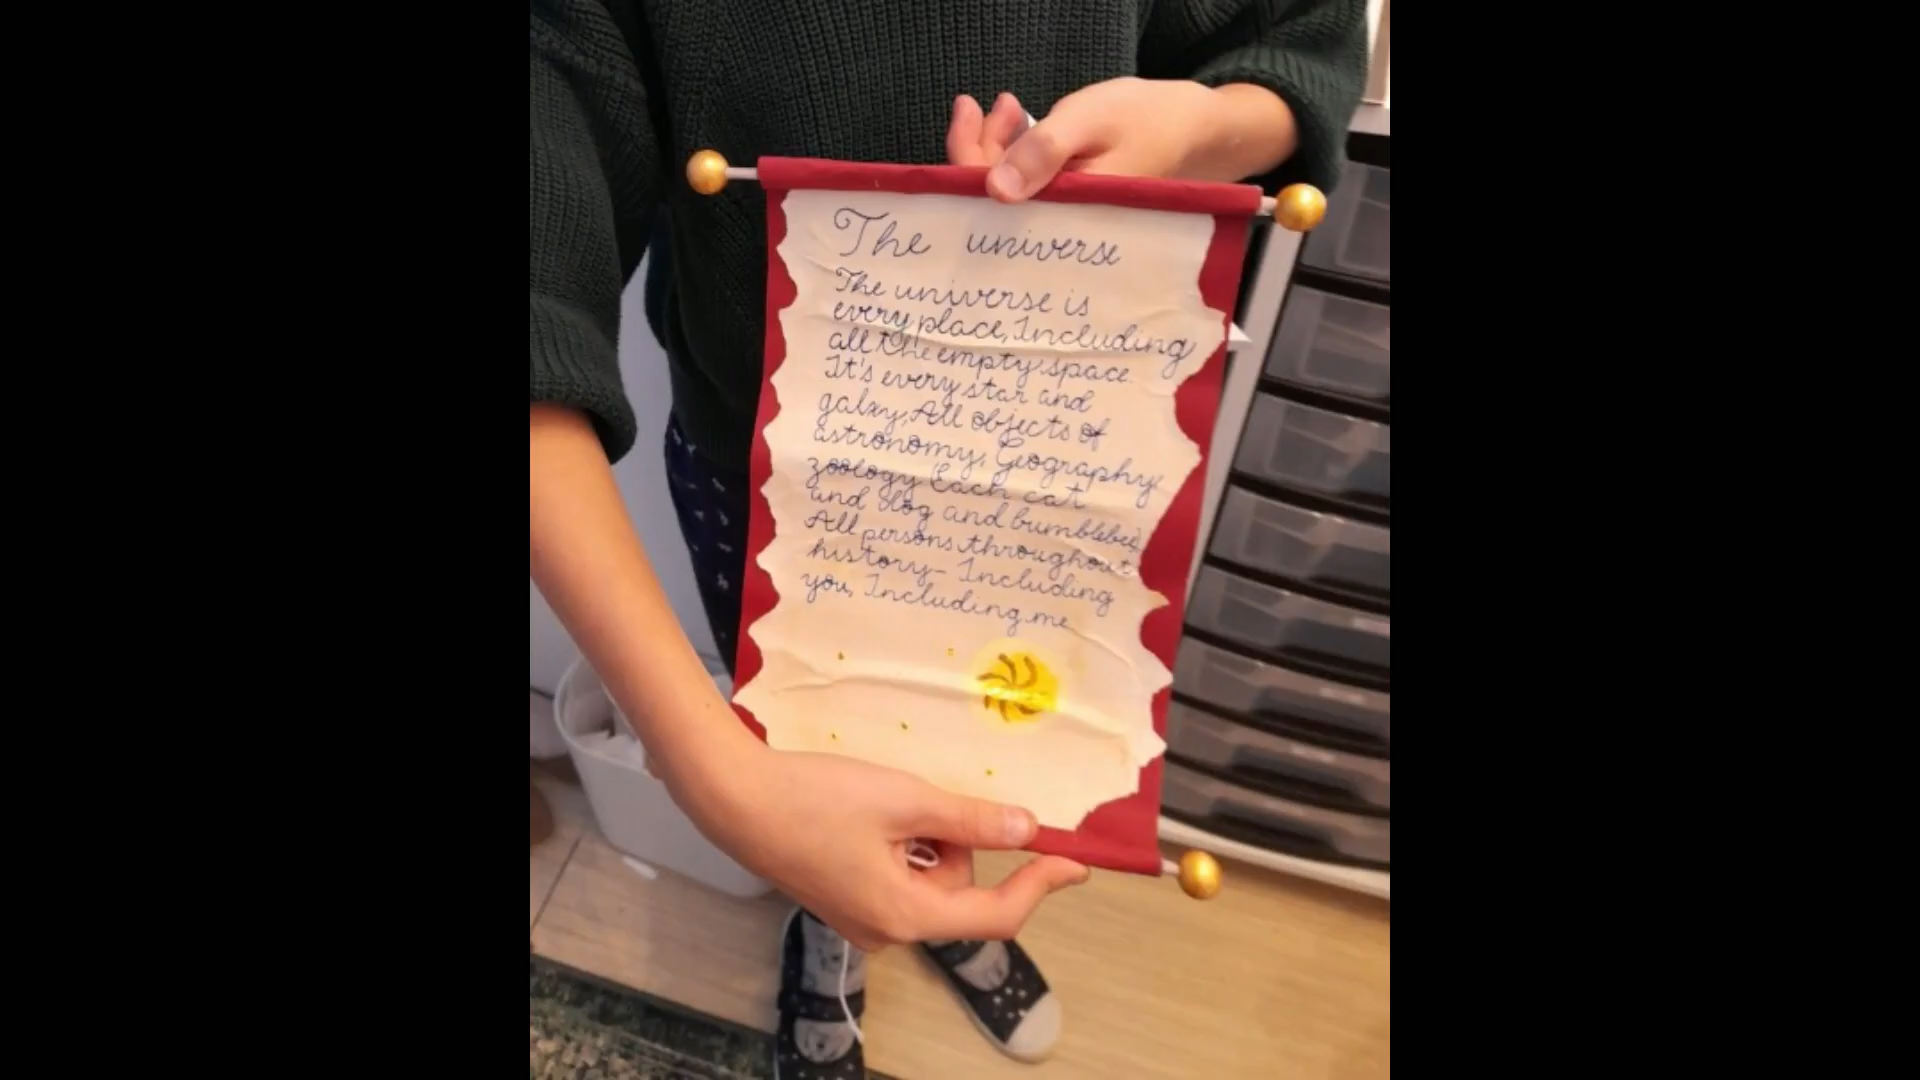 The universe
The universe is
every place, Including
all the empty space.
It's every star and
galxy, All objects of
astronomy, Geography
zoology Each cat
and dog and bumblebee,
All persons throughout
history- Including
you, Including me